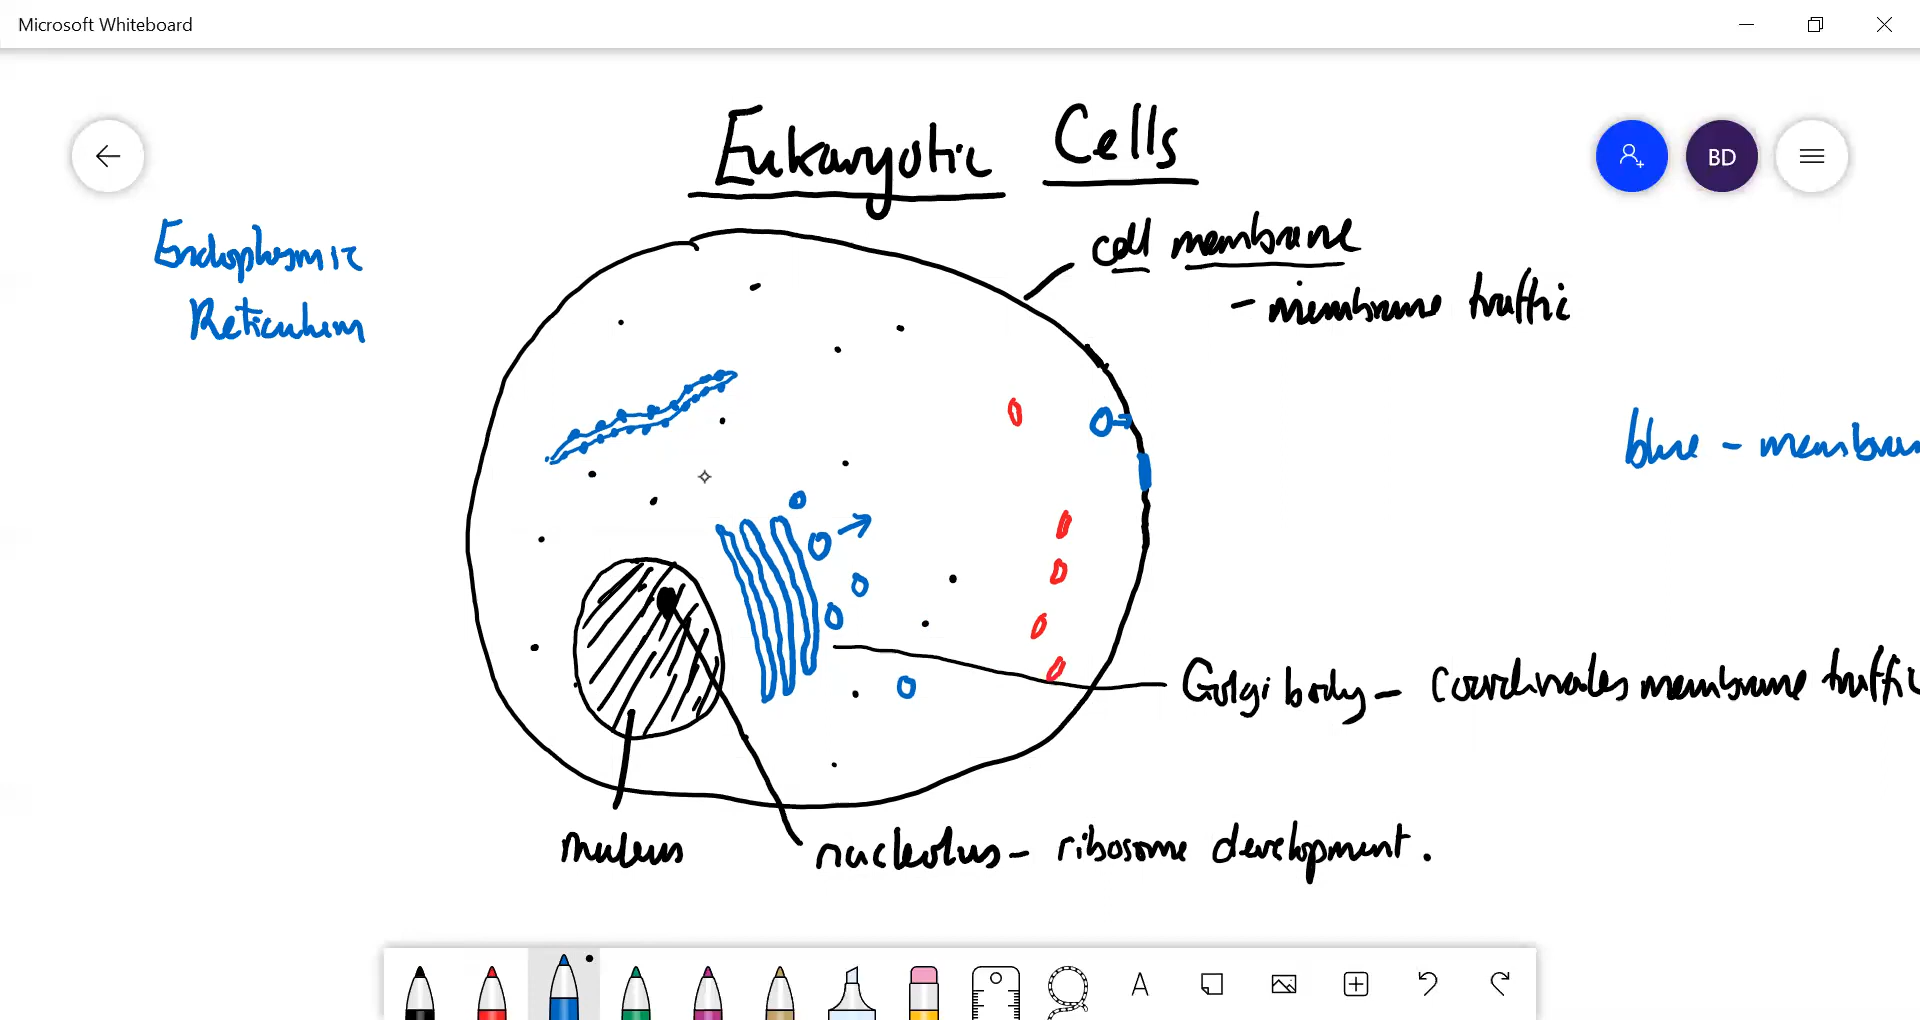 Microsoft Whiteboard
Eukaryotic Cells
BD
Endoplasmic
Reticulum
cell membrane
- membrane traffic
blue - membran
Golgi body - coordinates membrane traffic
nucleus
nucleolus - ribosome development.
A